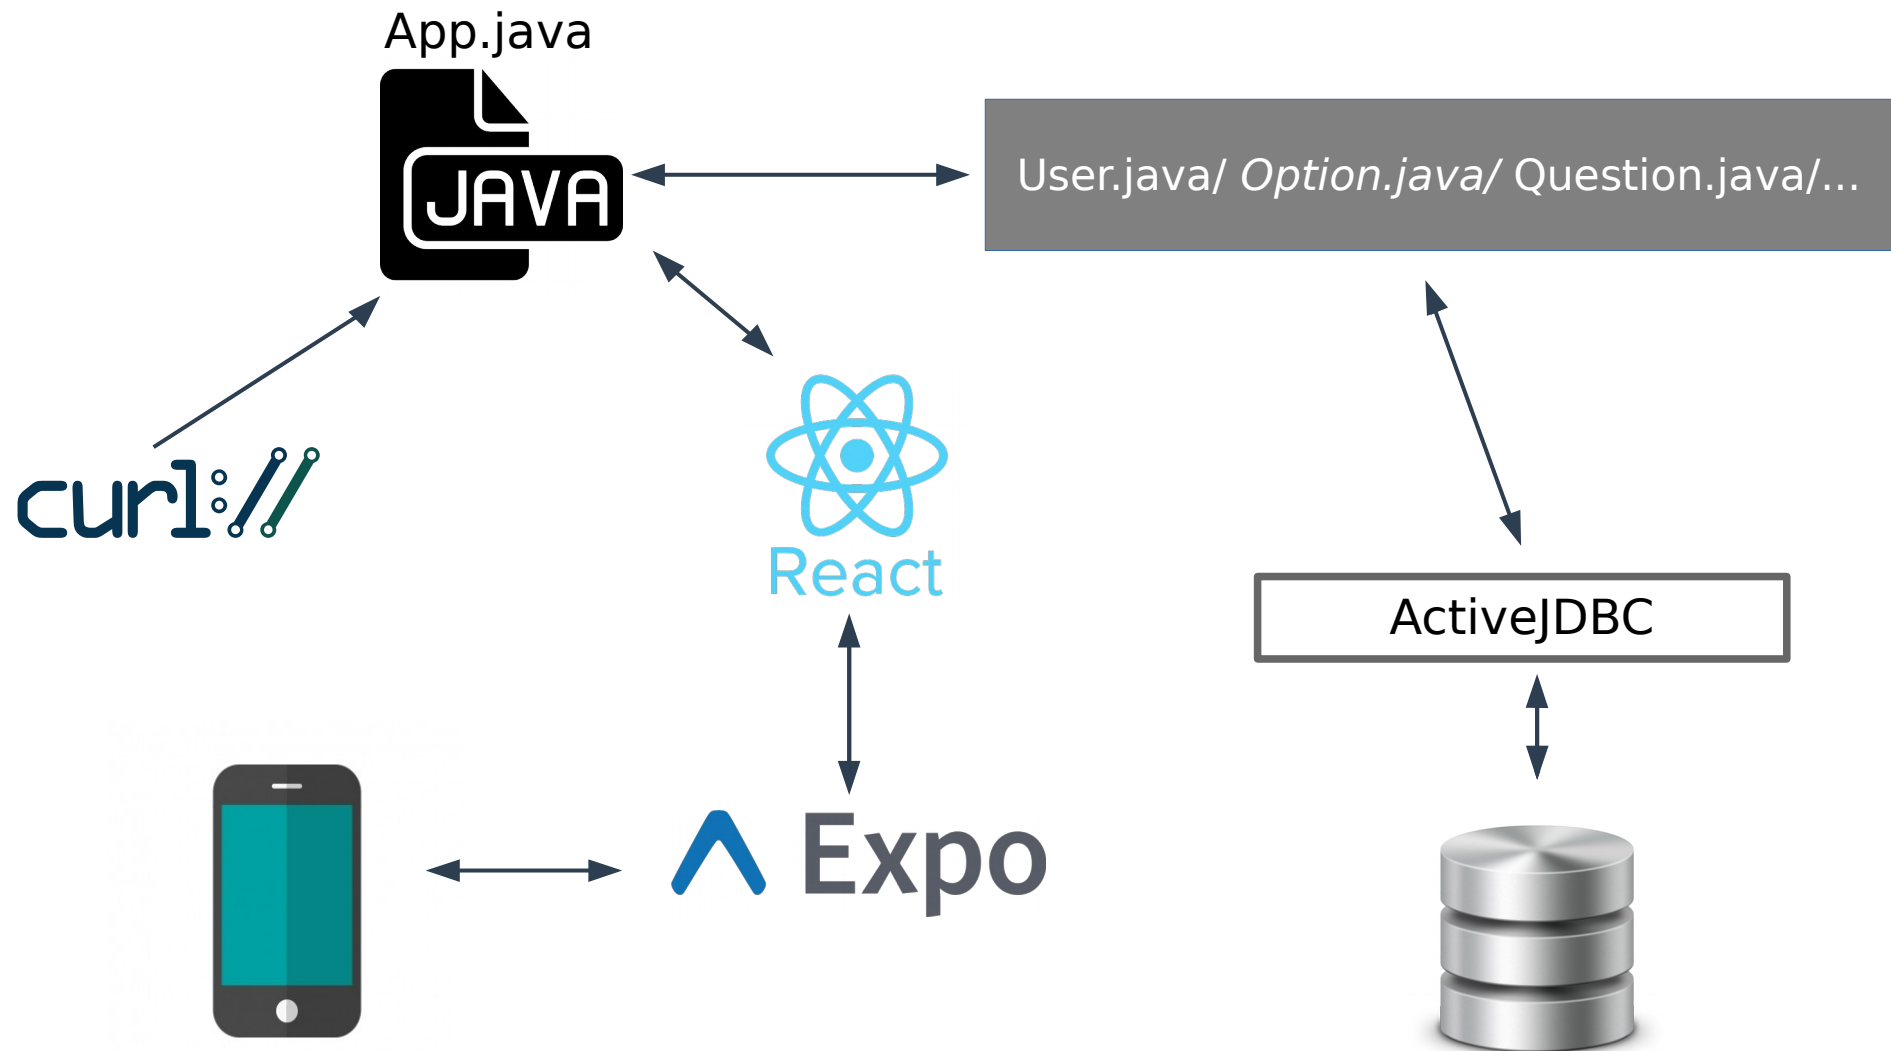 App.java
JAVA
User.java/ Option.java/ Question.java/...
curl://
React
ActiveJDBC
Expo